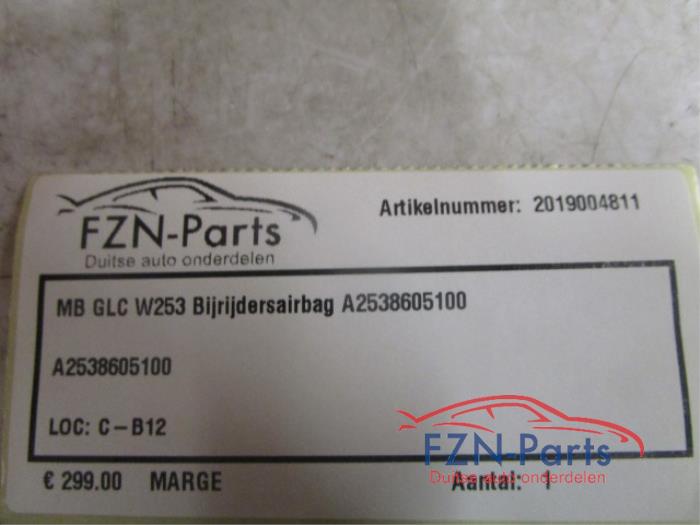 FZN-Parts
Duitse auto onderdelen
Artikelnummer: 2019004811
MB GLC W253 Bijrijdersairbag A2538605100
A2538605100
LOC: C-B12
€ 299.00 MARGE
Aantal: 1
FZN-Parts
Duitse auto onderdelen